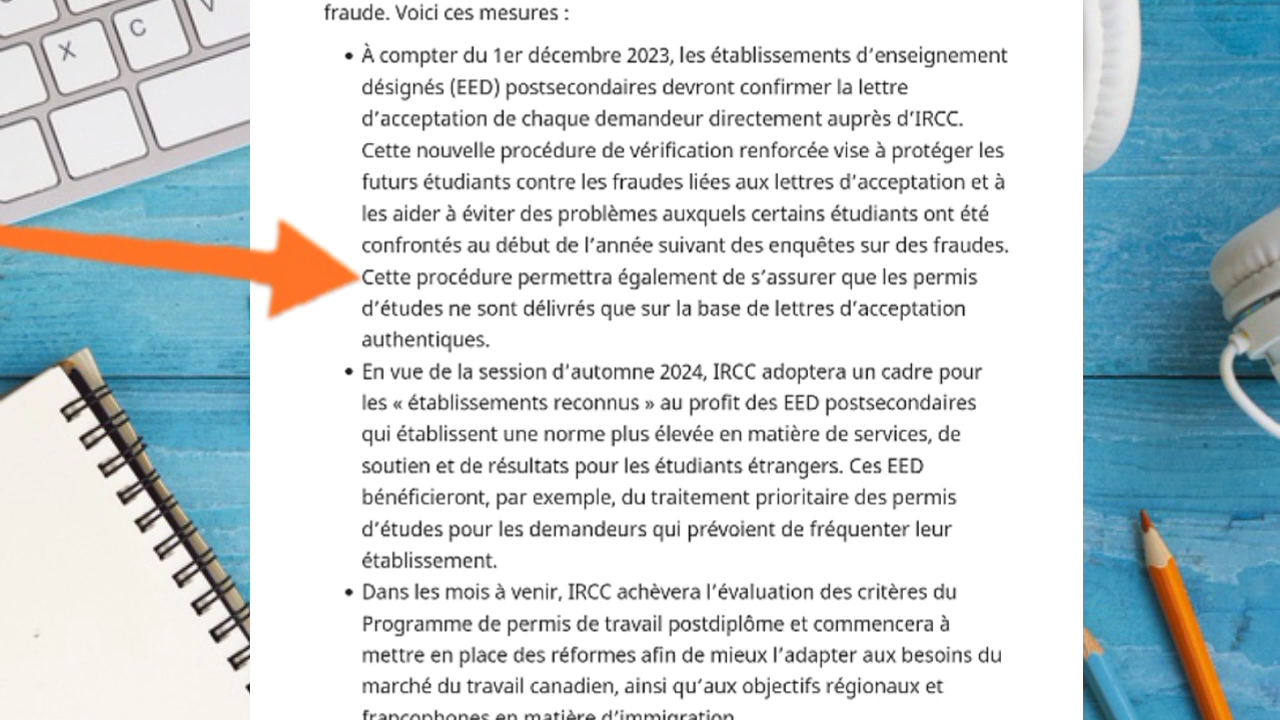 X
C
V
fraude. Voici ces mesures :
• À compter du 1er décembre 2023, les établissements d’enseignement
désignés (EED) postsecondaires devront confirmer la lettre
d’acceptation de chaque demandeur directement auprès d’IRCC.
Cette nouvelle procédure de vérification renforcée vise à protéger les
futurs étudiants contre les fraudes liées aux lettres d’acceptation et à
les aider à éviter des problèmes auxquels certains étudiants ont été
confrontés au début de l’année suivant des enquêtes sur des fraudes.
Cette procédure permettra également de s’assurer que les permis
d’études ne sont délivrés que sur la base de lettres d’acceptation
authentiques.
• En vue de la session d’automne 2024, IRCC adoptera un cadre pour
les « établissements reconnus » au profit des EED postsecondaires
qui établissent une norme plus élevée en matière de services, de
soutien et de résultats pour les étudiants étrangers. Ces EED
bénéficieront, par exemple, du traitement prioritaire des permis
d’études pour les demandeurs qui prévoient de fréquenter leur
établissement.
• Dans les mois à venir, IRCC achèvera l’évaluation des critères du
Programme de permis de travail postdiplôme et commencera à
mettre en place des réformes afin de mieux l’adapter aux besoins du
marché du travail canadien, ainsi qu’aux objectifs régionaux et
francophones en matière d’immigration.